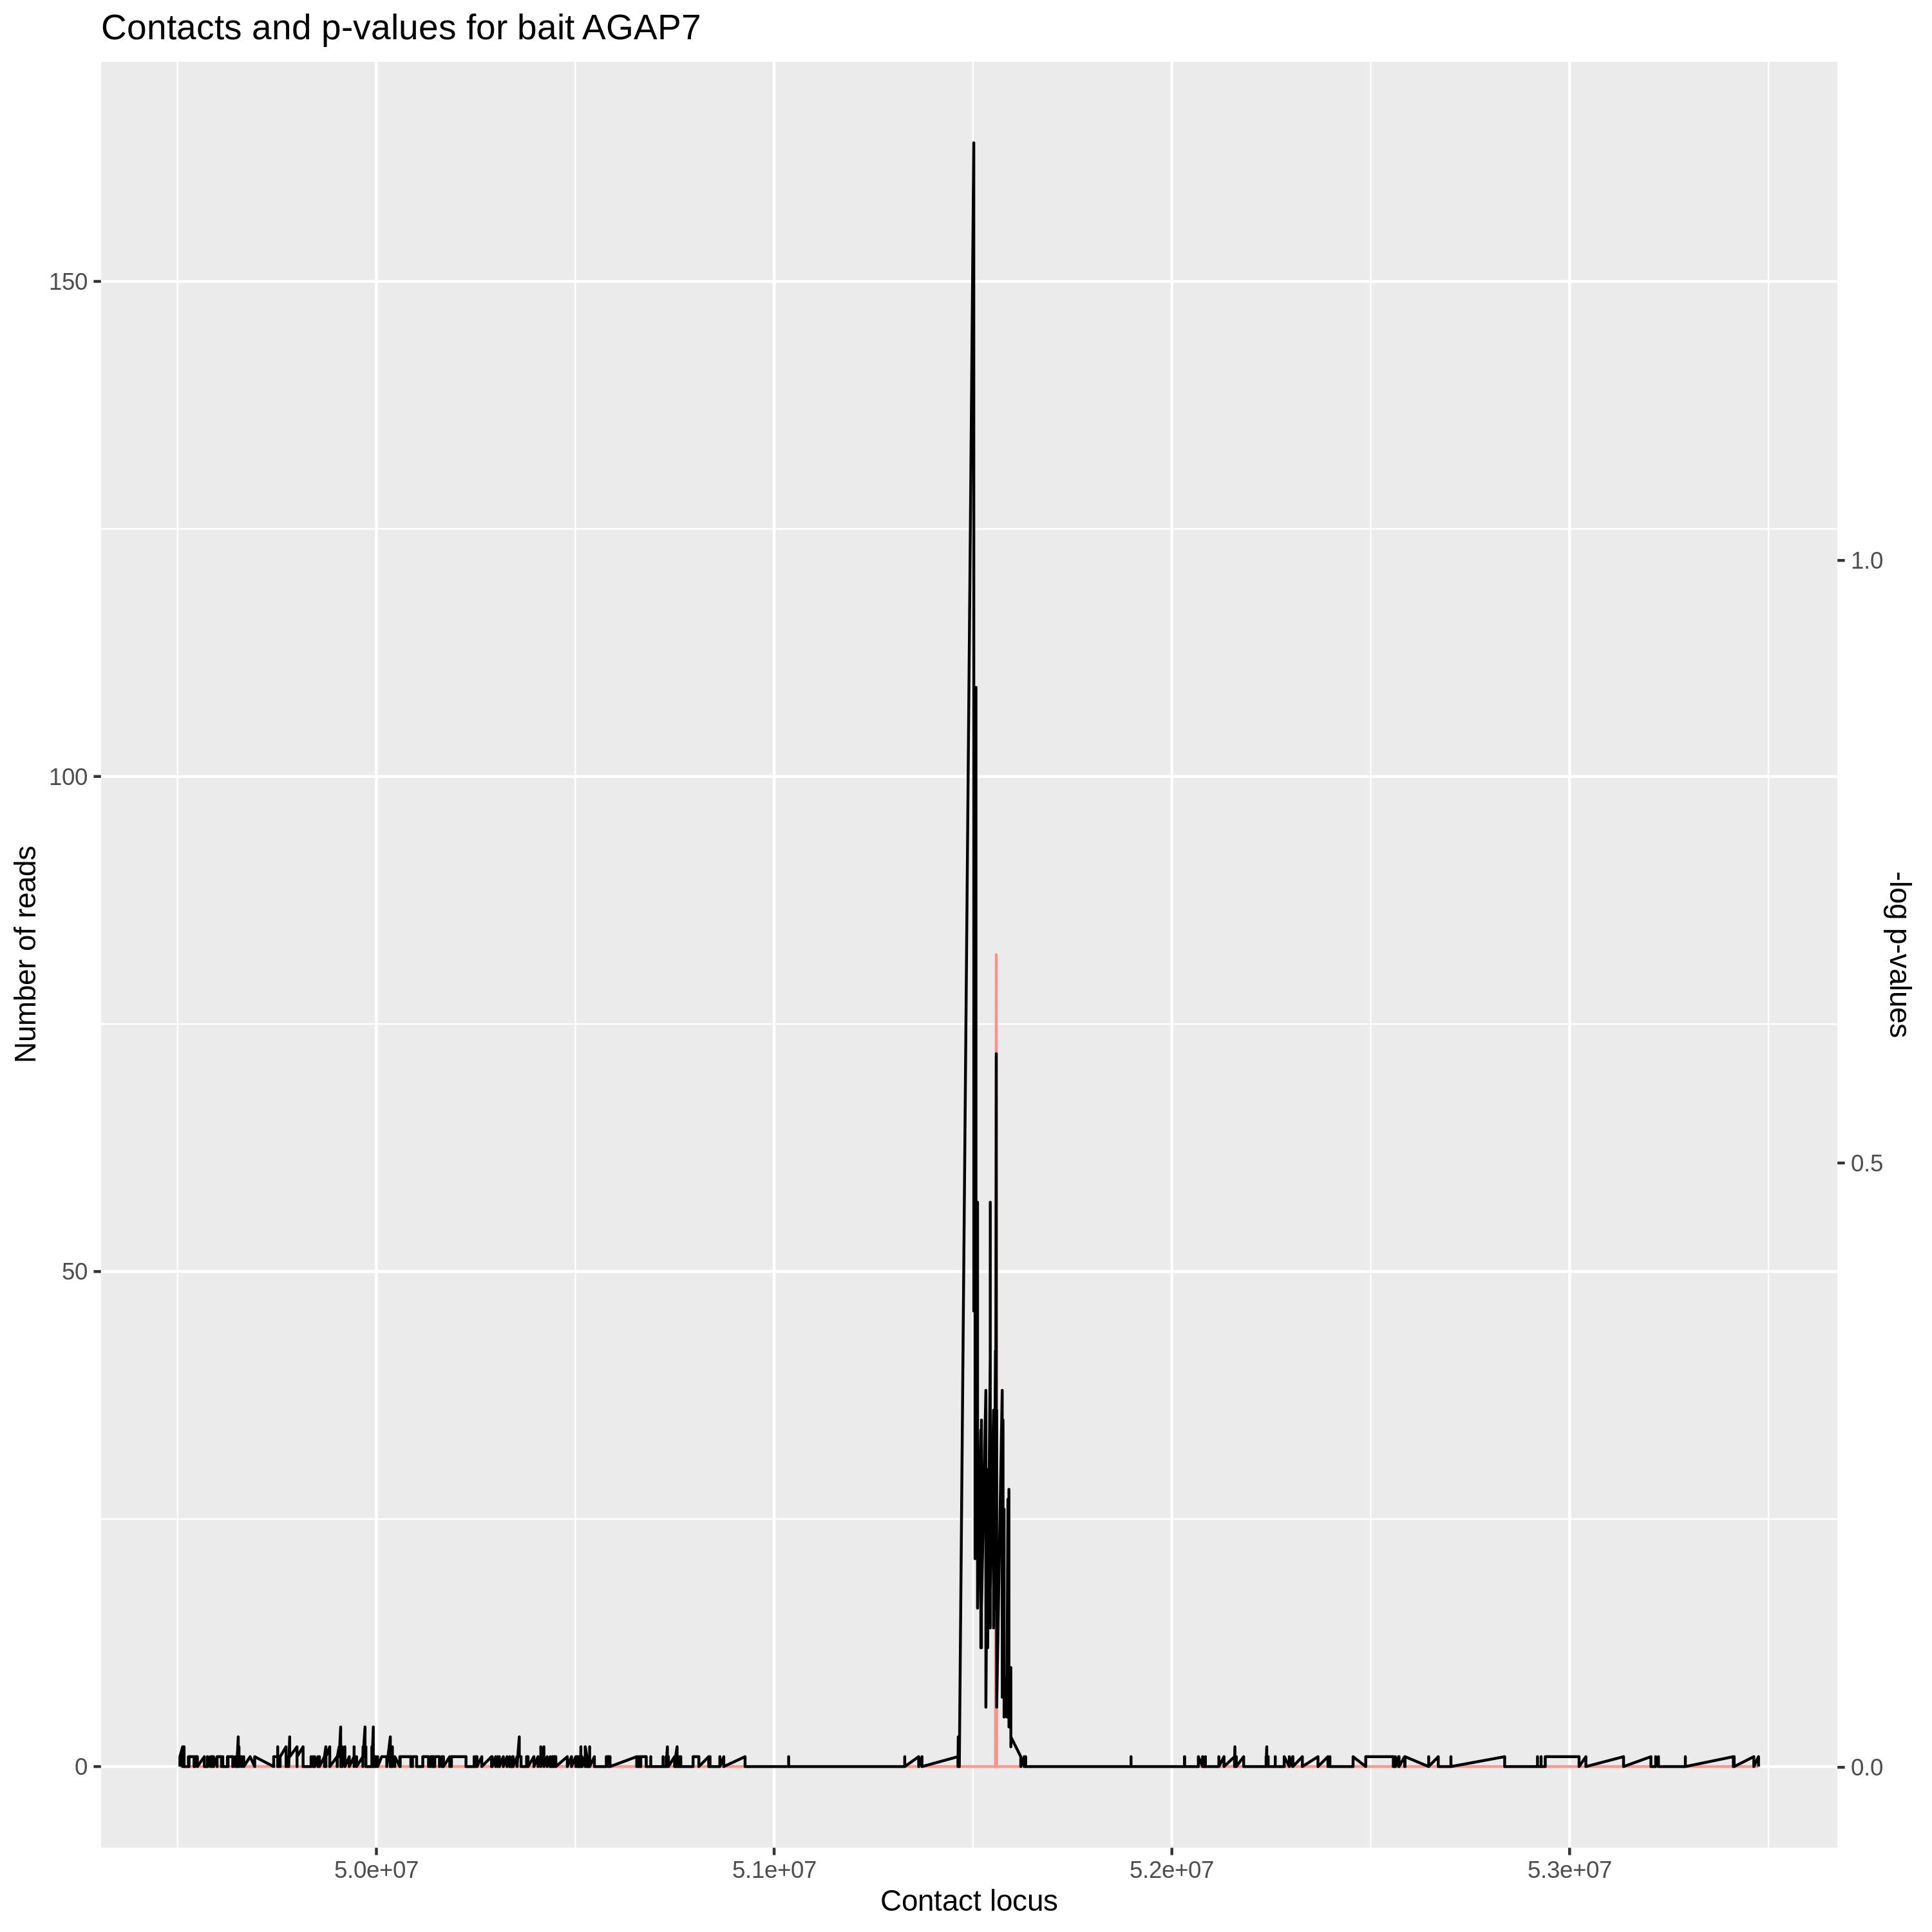 Contacts and p-values for bait AGAP7
150
100
50
0
Number of reads
1.0
0.5
0.0
-log p-values
5.0e+07
5.1e+07
5.2e+07
5.3e+07
Contact locus